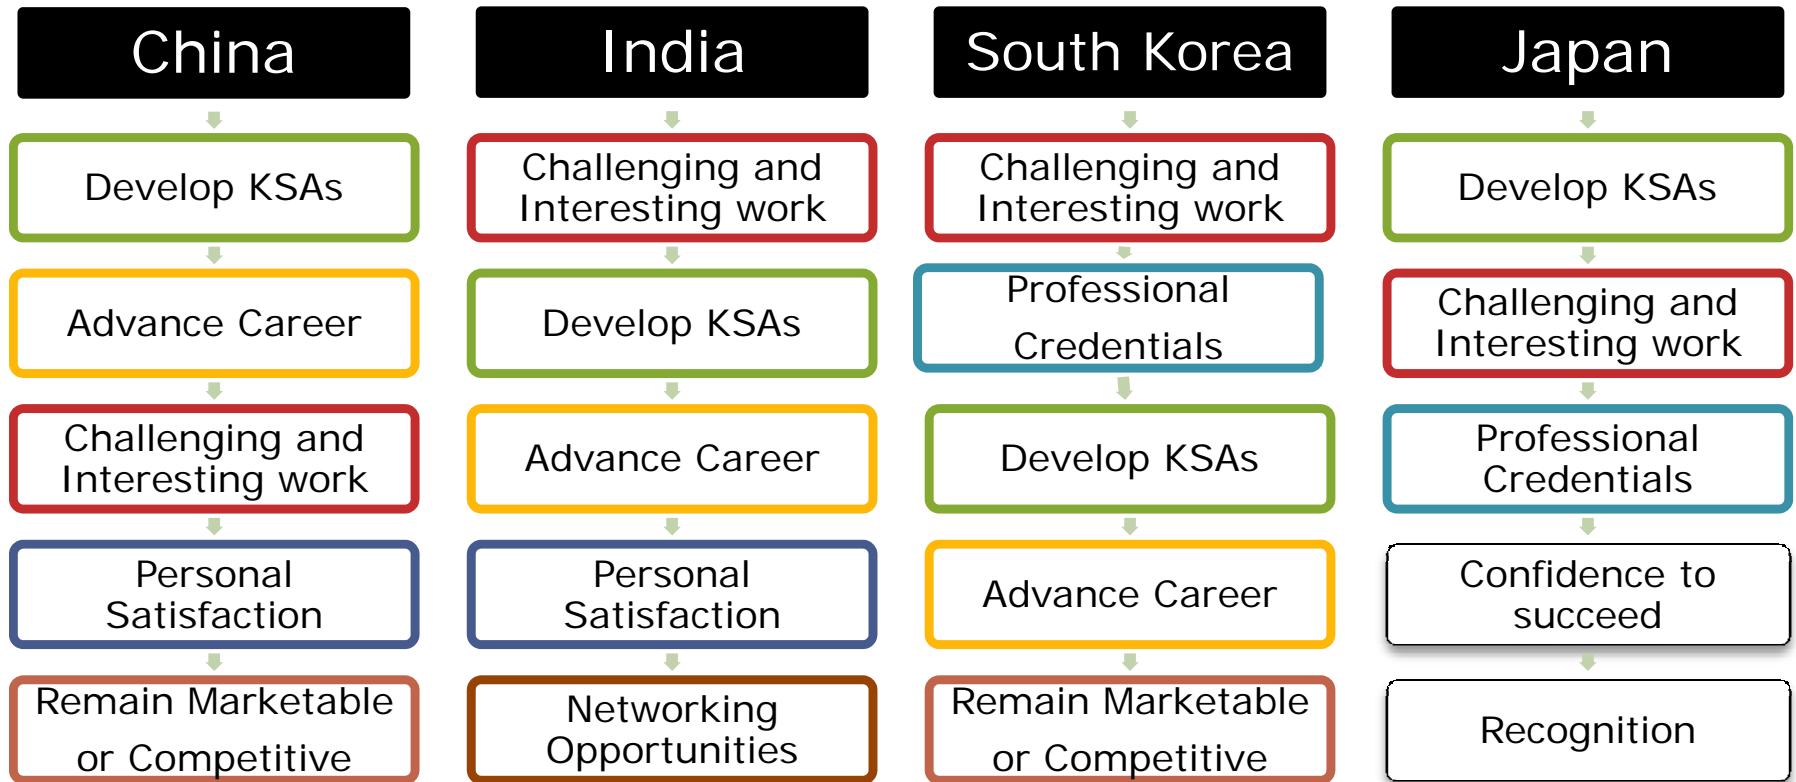 China
Develop KSAs
Advance Career
Challenging and
Interesting work
Personal
Satisfaction
Remain Marketable
or Competitive
India
Challenging and
Interesting work
Develop KSAs
Advance Career
Personal
Satisfaction
Networking
Opportunities
South Korea
Challenging and
Interesting work
Professional
Credentials
Develop KSAs
Advance Career
Remain Marketable
or Competitive
Japan
Develop KSAs
Challenging and
Interesting work
Professional
Credentials
Confidence to
succeed
Recognition